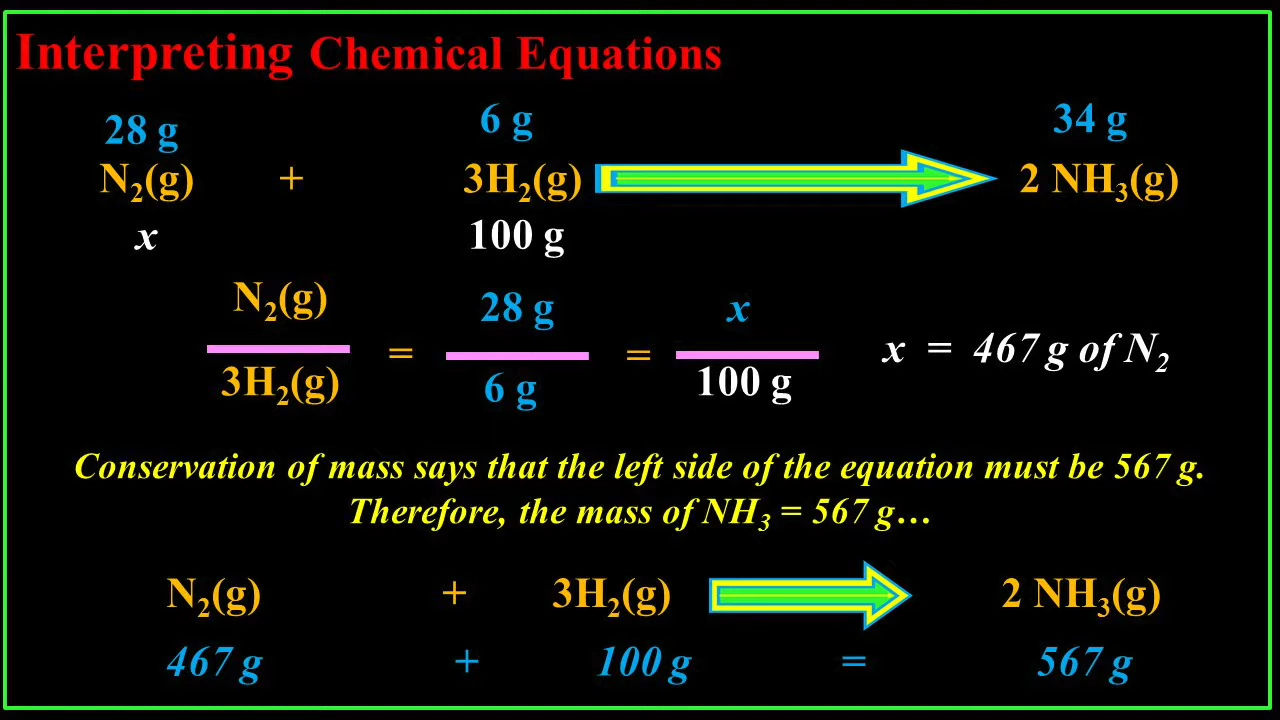 Interpreting Chemical Equations
28 g 6 g 34 g
N₂(g) + 3H₂(g) 2 NH₃(g)
x 100 g
N₂(g) 28 g x
= = x = 467 g of N₂
3H₂(g) 6 g 100 g
Conservation of mass says that the left side of the equation must be 567 g.
Therefore, the mass of NH₃ = 567 g…
N₂(g) + 3H₂(g) 2 NH₃(g)
467 g + 100 g = 567 g